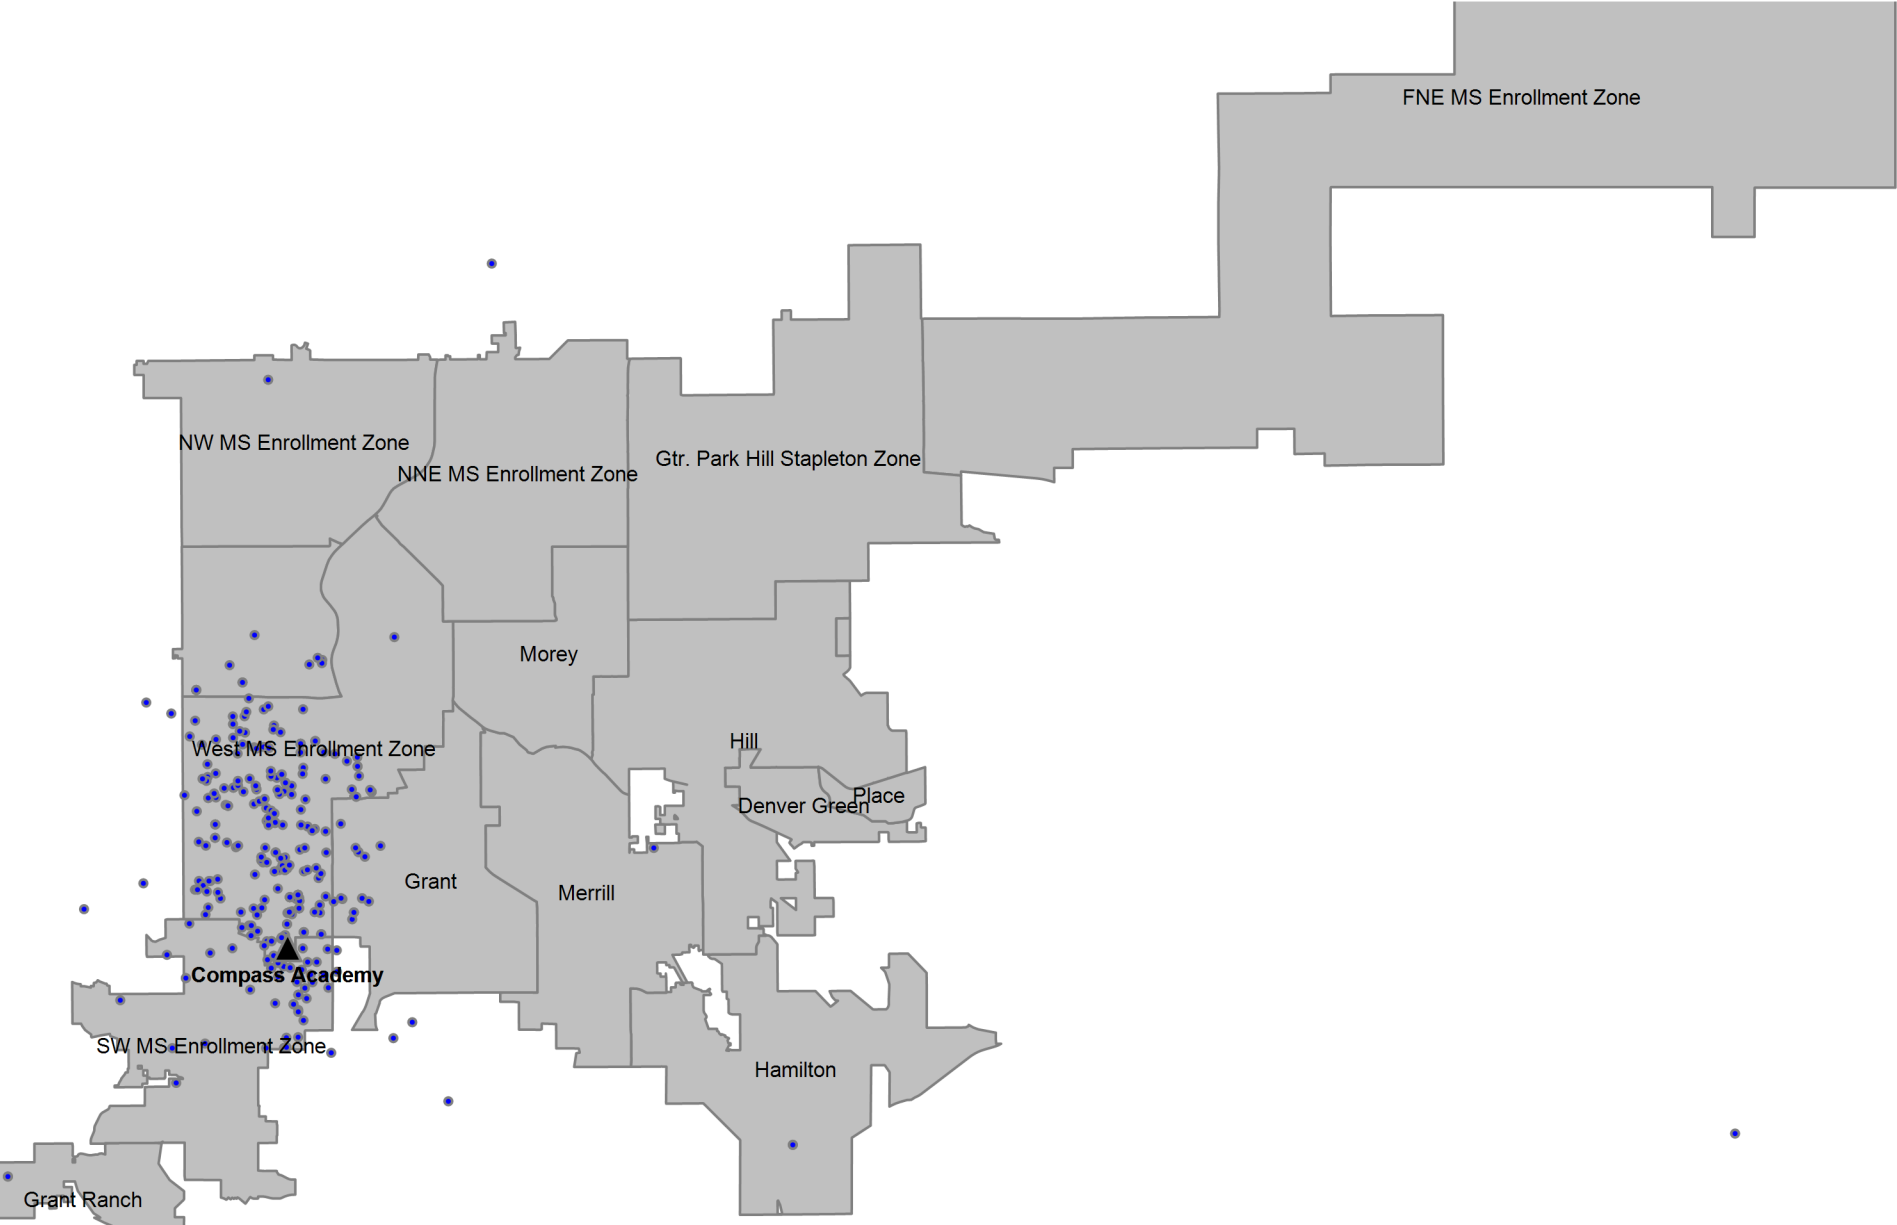 FNE MS Enrollment Zone
NW MS Enrollment Zone
Gtr. Park Hill Stapleton Zone
NNE MS Enrollment Zone
Morey
Hill
West MS Enrollment Zone
Place
Denver Green
Grant
Merrill
Compass Academy
SW MS Enrollment Zone
Hamilton
Grant Ranch